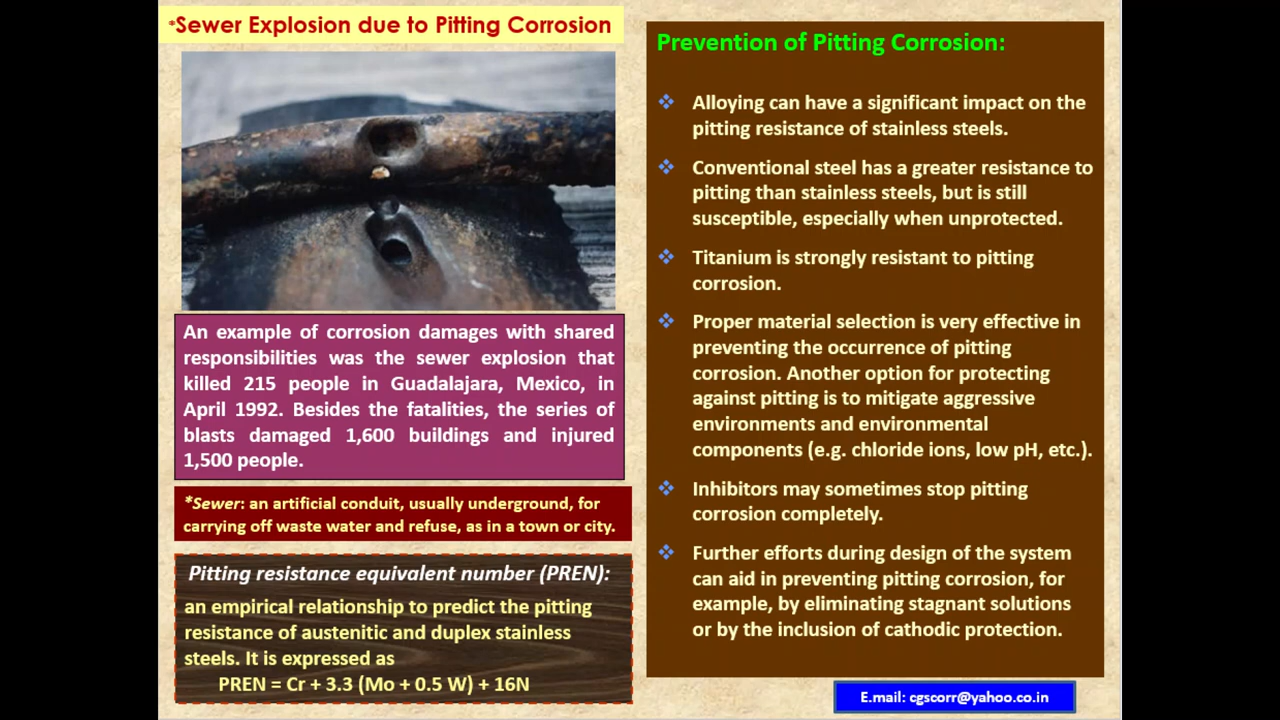 *Sewer Explosion due to Pitting Corrosion
An example of corrosion damages with shared
responsibilities was the sewer explosion that
killed 215 people in Guadalajara, Mexico, in
April 1992. Besides the fatalities, the series of
blasts damaged 1,600 buildings and injured
1,500 people.
*Sewer: an artificial conduit, usually underground, for
carrying off waste water and refuse, as in a town or city.
Pitting resistance equivalent number (PREN):
an empirical relationship to predict the pitting
resistance of austenitic and duplex stainless
steels. It is expressed as
PREN = Cr + 3.3 (Mo + 0.5 W) + 16N
Prevention of Pitting Corrosion:
❖ Alloying can have a significant impact on the
pitting resistance of stainless steels.
❖ Conventional steel has a greater resistance to
pitting than stainless steels, but is still
susceptible, especially when unprotected.
❖ Titanium is strongly resistant to pitting
corrosion.
❖ Proper material selection is very effective in
preventing the occurrence of pitting
corrosion. Another option for protecting
against pitting is to mitigate aggressive
environments and environmental
components (e.g. chloride ions, low pH, etc.).
❖ Inhibitors may sometimes stop pitting
corrosion completely.
❖ Further efforts during design of the system
can aid in preventing pitting corrosion, for
example, by eliminating stagnant solutions
or by the inclusion of cathodic protection.
E.mail: cgscorr@yahoo.co.in